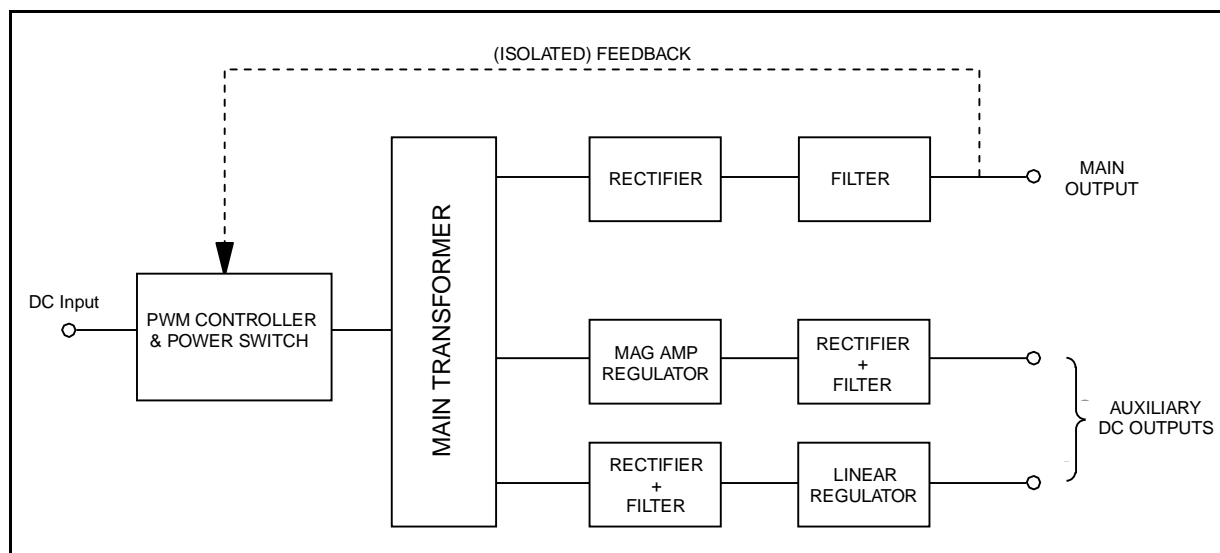 (ISOLATED) FEEDBACK
RECTIFIER
FILTER
MAIN
OUTPUT
DC Input
PWM CONTROLLER
& POWER SWITCH
MAIN TRANSFORMER
MAG AMP
REGULATOR
RECTIFIER
+
FILTER
RECTIFIER
+
FILTER
LINEAR
REGULATOR
AUXILIARY
DC OUTPUTS